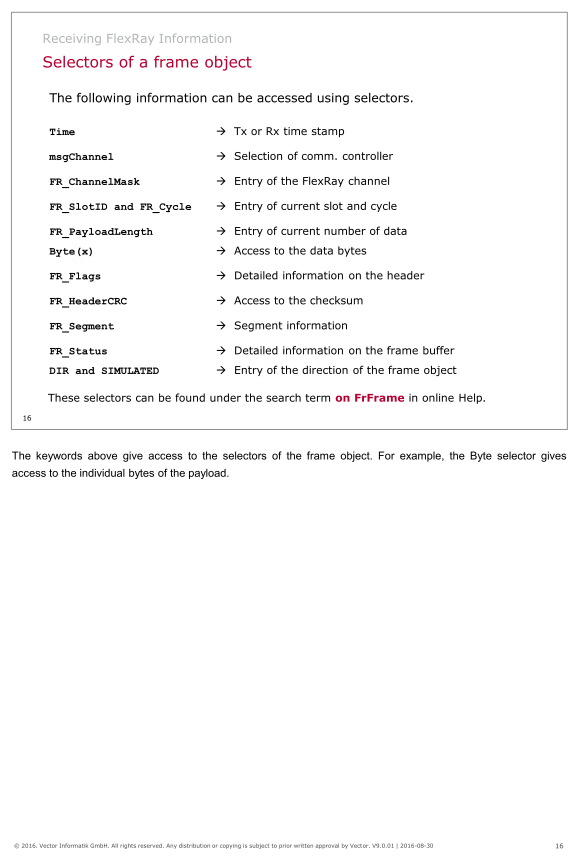 Receiving FlexRay Information
Selectors of a frame object
The following information can be accessed using selectors.
Time → Tx or Rx time stamp
msgChannel → Selection of comm. controller
FR_ChannelMask → Entry of the FlexRay channel
FR_SlotID and FR_Cycle → Entry of current slot and cycle
FR_PayloadLength → Entry of current number of data
Byte(x) → Access to the data bytes
FR_Flags → Detailed information on the header
FR_HeaderCRC → Access to the checksum
FR_Segment → Segment information
FR_Status → Detailed information on the frame buffer
DIR and SIMULATED → Entry of the direction of the frame object
These selectors can be found under the search term on FrFrame in online Help.
16
The keywords above give access to the selectors of the frame object. For example, the Byte selector gives
access to the individual bytes of the payload.
© 2016. Vector Informatik GmbH. All rights reserved. Any distribution or copying is subject to prior written approval by Vector. V9.0.01 | 2016-08-30 16